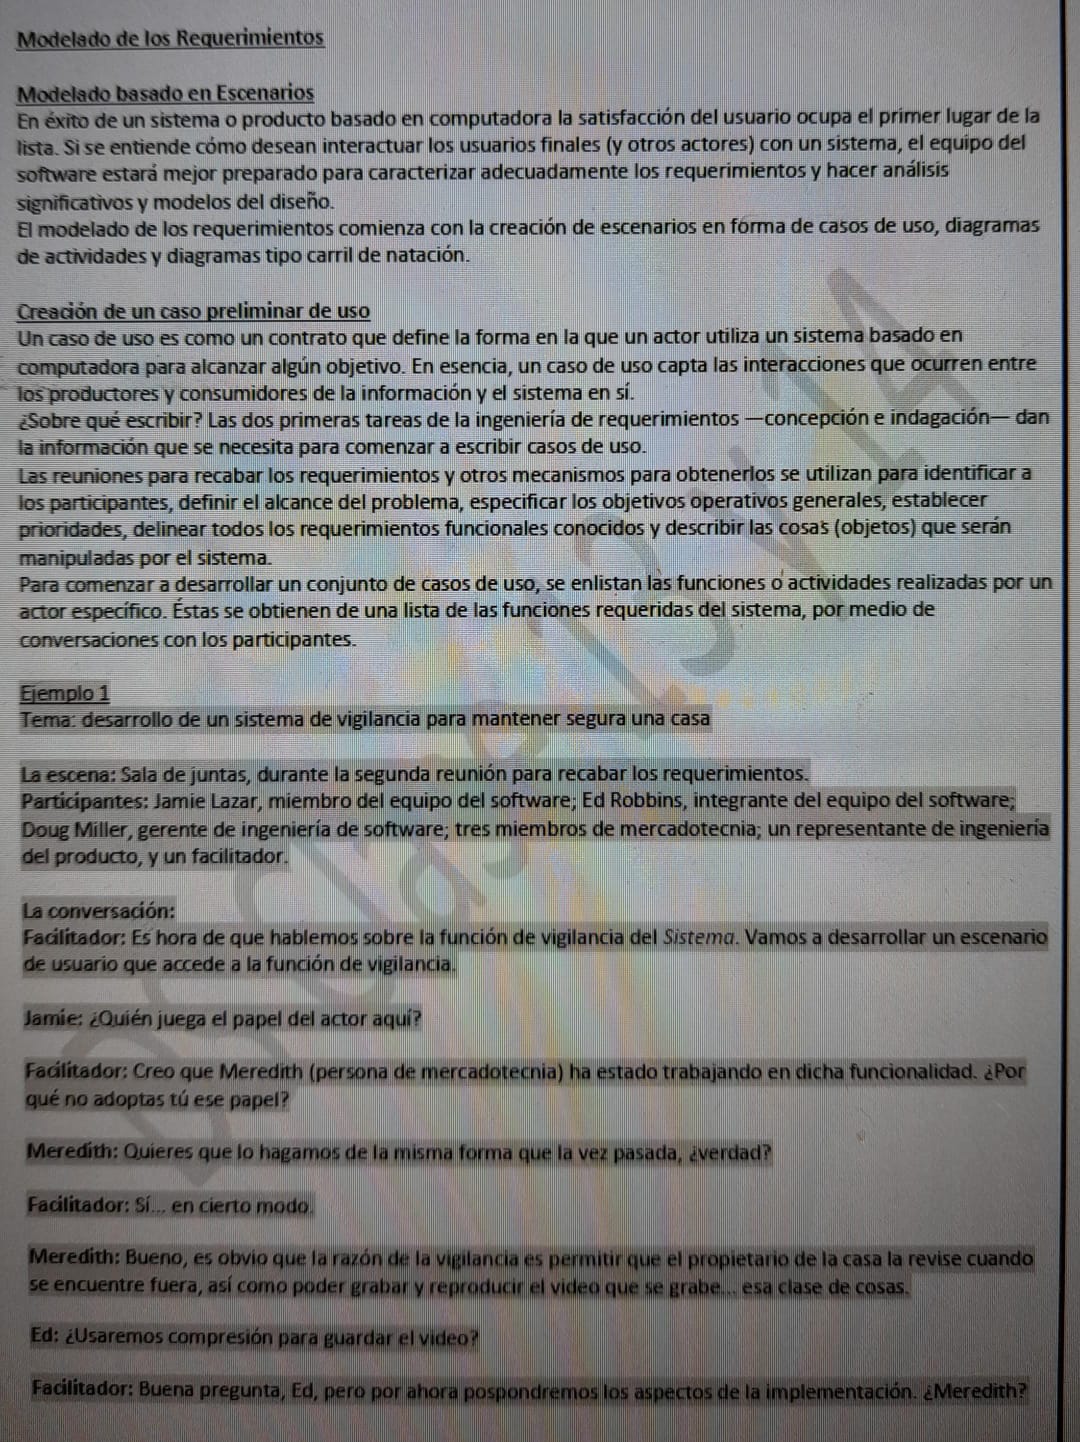 Modelado de los Requerimientos
Modelado basado en Escenarios
En éxito de un sistema o producto basado en computadora la satisfacción del usuario ocupa el primer lugar de la
lista. Si se entiende cómo desean interactuar los usuarios finales (y otros actores) con un sistema, el equipo del
software estará mejor preparado para caracterizar adecuadamente los requerimientos y hacer análisis
significativos y modelos del diseño.
El modelado de los requerimientos comienza con la creación de escenarios en forma de casos de uso, diagramas
de actividades y diagramas tipo carril de natación.
Creación de un caso preliminar de uso
Un caso de uso es como un contrato que define la forma en la que un actor utiliza un sistema basado en
computadora para alcanzar algún objetivo. En esencia, un caso de uso capta las interacciones que ocurren entre
los productores y consumidores de la información y el sistema en sí.
¿Sobre qué escribir? Las dos primeras tareas de la ingeniería de requerimientos —concepción e indagación— dan
la información que se necesita para comenzar a escribir casos de uso.
Las reuniones para recabar los requerimientos y otros mecanismos para obtenerlos se utilizan para identificar a
los participantes, definir el alcance del problema, especificar los objetivos operativos generales, establecer
prioridades, delinear todos los requerimientos funcionales conocidos y describir las cosas (objetos) que serán
manipuladas por el sistema.
Para comenzar a desarrollar un conjunto de casos de uso, se enlistan las funciones o actividades realizadas por un
actor específico. Éstas se obtienen de una lista de las funciones requeridas del sistema, por medio de
conversaciones con los participantes.
Ejemplo 1
Tema: desarrollo de un sistema de vigilancia para mantener segura una casa
La escena: Sala de juntas, durante la segunda reunión para recabar los requerimientos.
Participantes: Jamie Lazar, miembro del equipo del software; Ed Robbins, integrante del equipo del software;
Doug Miller, gerente de ingeniería de software; tres miembros de mercadotecnia; un representante de ingeniería
del producto, y un facilitador.
La conversación:
Facilitador: Es hora de que hablemos sobre la función de vigilancia del Sistema. Vamos a desarrollar un escenario
de usuario que accede a la función de vigilancia.
Jamie: ¿Quién juega el papel del actor aquí?
Facilitador: Creo que Meredith (persona de mercadotecnia) ha estado trabajando en dicha funcionalidad. ¿Por
qué no adoptas tú ese papel?
Meredith: Quieres que lo hagamos de la misma forma que la vez pasada, ¿verdad?
Facilitador: Sí... en cierto modo.
Meredith: Bueno, es obvio que la razón de la vigilancia es permitir que el propietario de la casa la revise cuando
se encuentre fuera, así como poder grabar y reproducir el video que se grabe... esa clase de cosas.
Ed: ¿Usaremos compresión para guardar el video?
Facilitador: Buena pregunta, Ed, pero por ahora pospondremos los aspectos de la implementación. ¿Meredith?